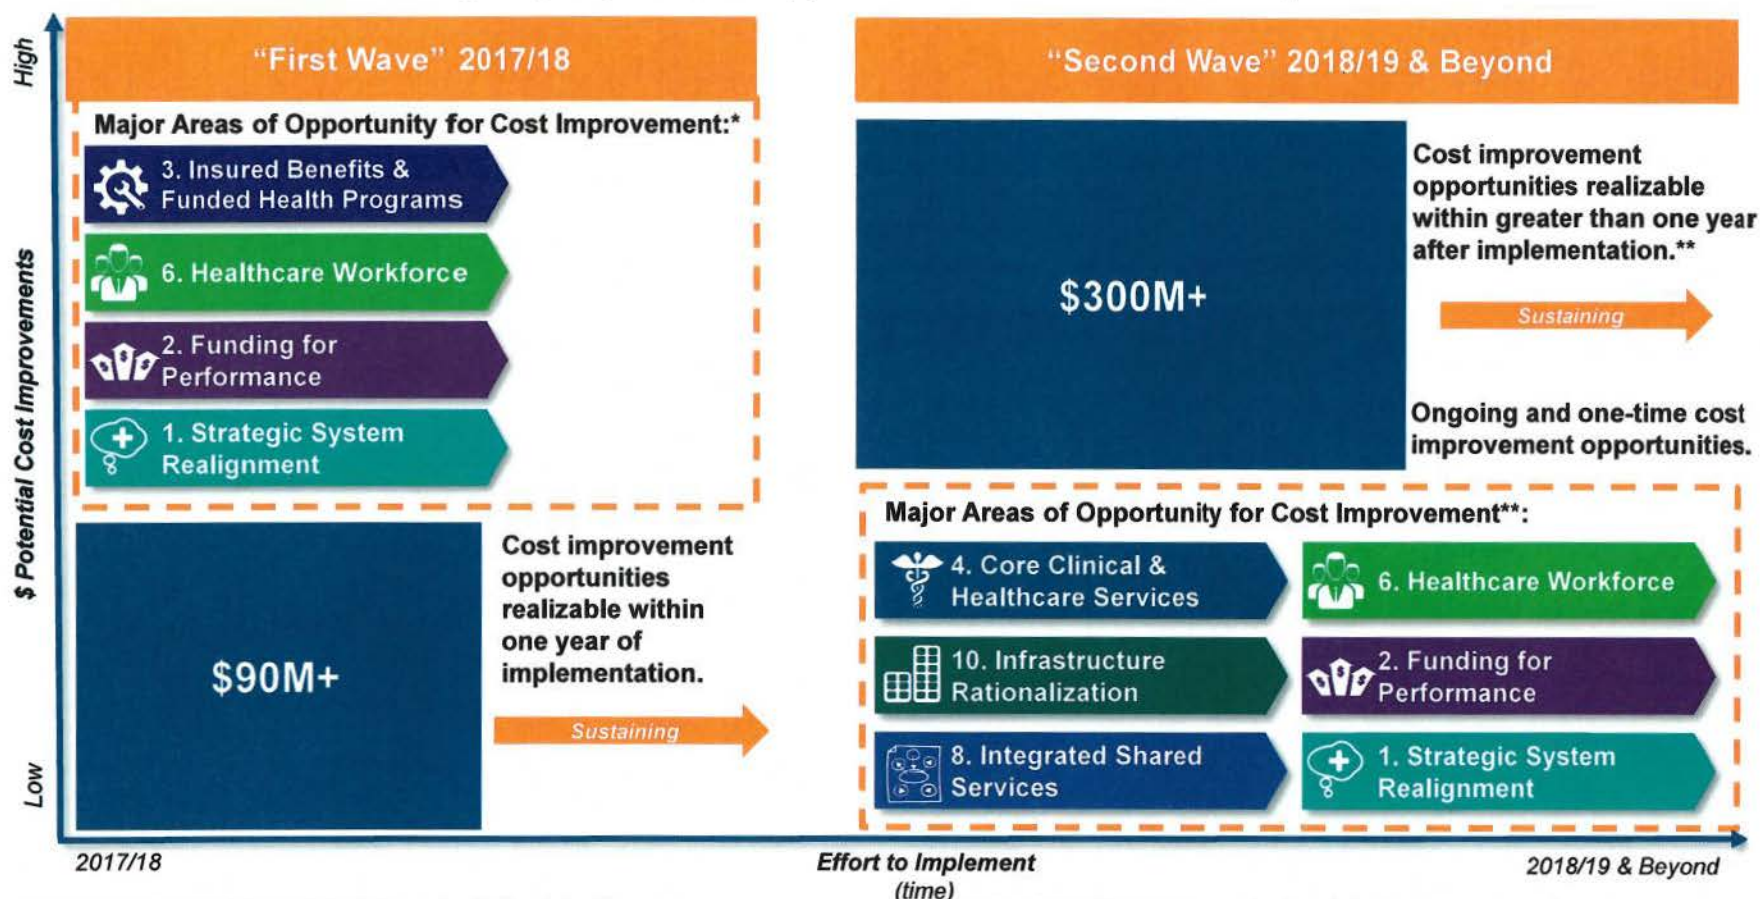 "First Wave" 2017/18
"Second Wave" 2018/19 & Beyond
High
$ Potential Cost Improvements
Low
Major Areas of Opportunity for Cost Improvement:*
3. Insured Benefits &
Funded Health Programs
6. Healthcare Workforce
2. Funding for
Performance
1. Strategic System
Realignment
$90M+
Cost improvement
opportunities
realizable within
one year of
implementation.
Sustaining
$300M+
Cost improvement
opportunities realizable
within greater than one year
after implementation.**
Sustaining
Ongoing and one-time cost
improvement opportunities.
Major Areas of Opportunity for Cost Improvement**:
4. Core Clinical &
Healthcare Services
6. Healthcare Workforce
10. Infrastructure
Rationalization
2. Funding for
Performance
8. Integrated Shared
Services
1. Strategic System
Realignment
2017/18
Effort to Implement
(time)
2018/19 & Beyond